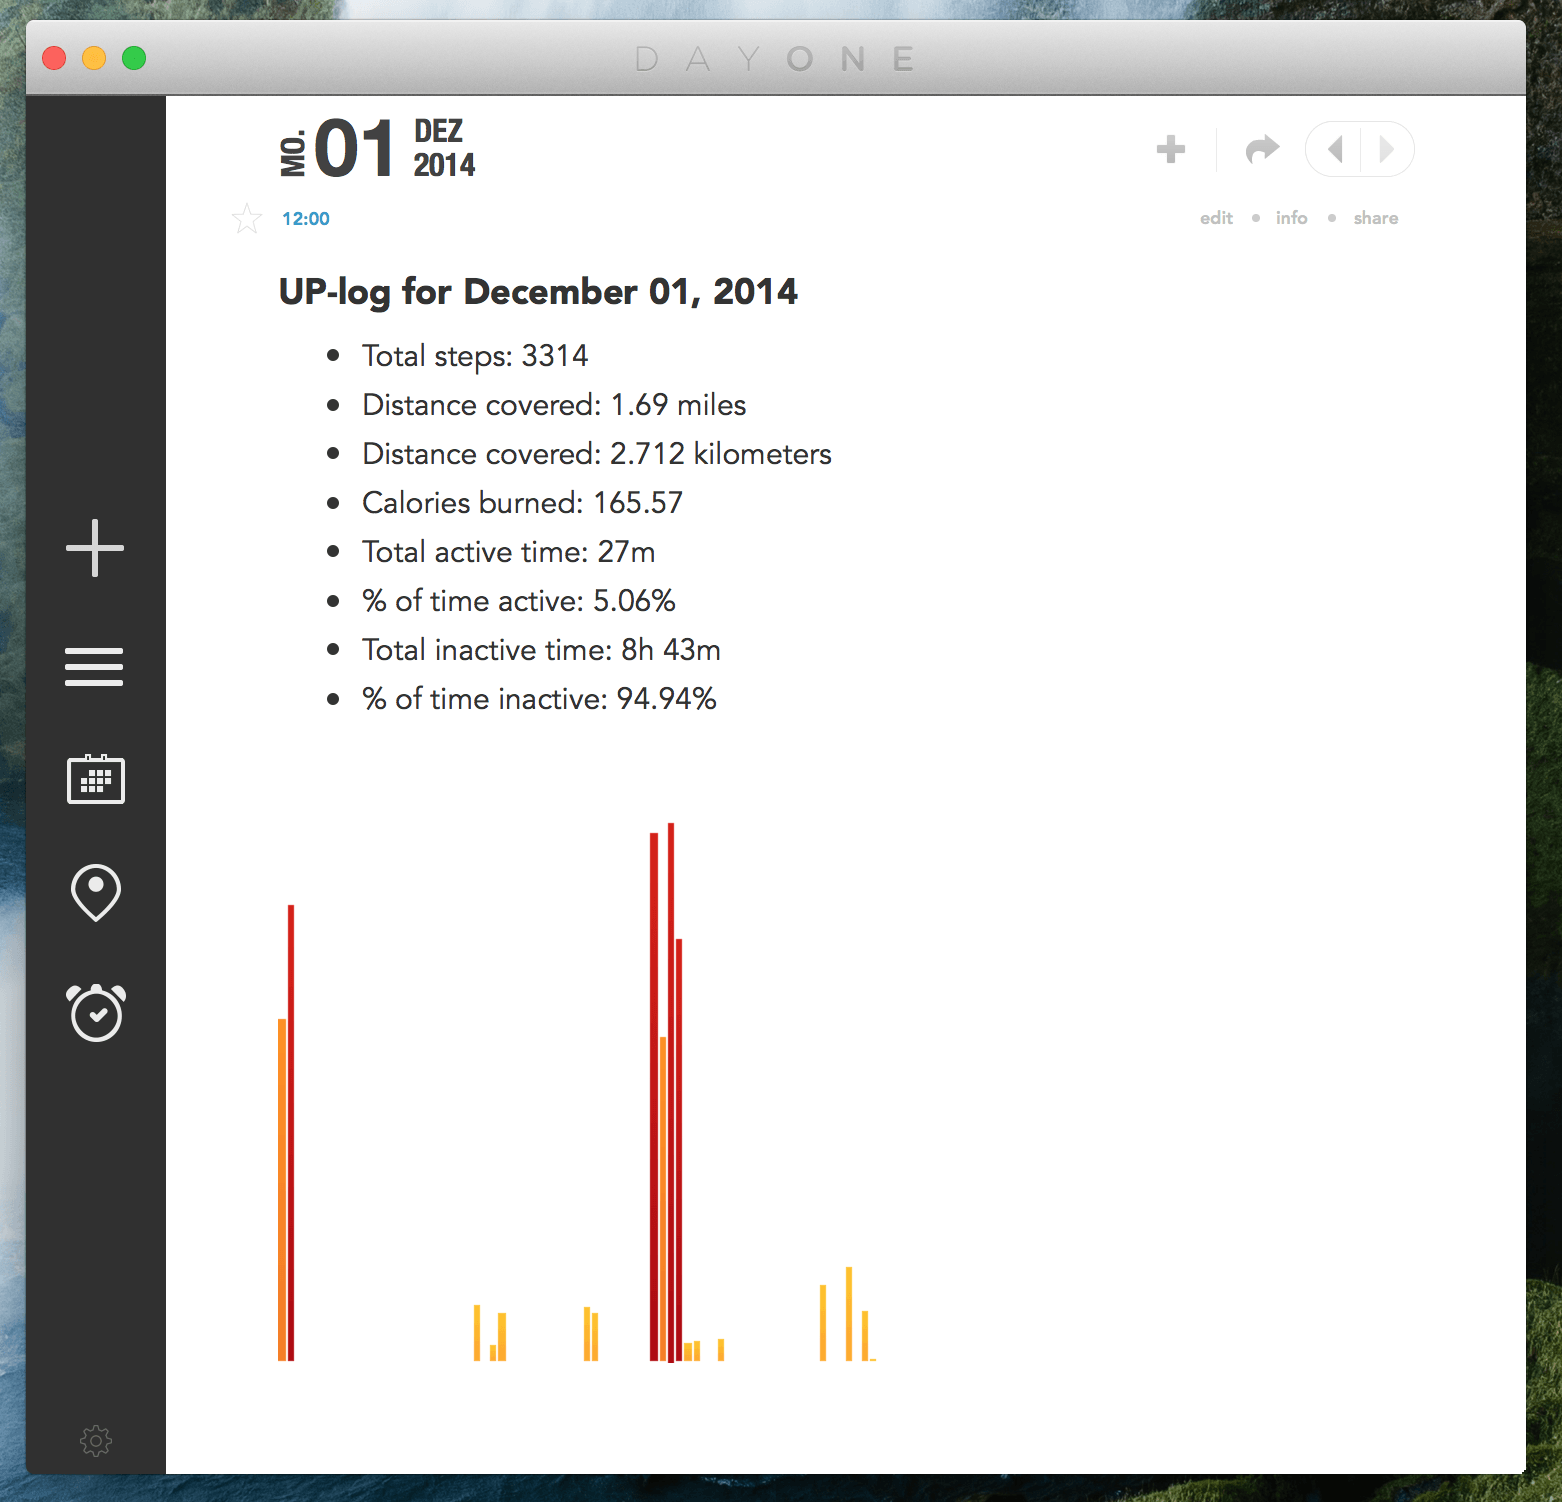 DAYONE
MO. 01 DEZ 2014
12:00
edit • info • share
UP-log for December 01, 2014
• Total steps: 3314
• Distance covered: 1.69 miles
• Distance covered: 2.712 kilometers
• Calories burned: 165.57
• Total active time: 27m
• % of time active: 5.06%
• Total inactive time: 8h 43m
• % of time inactive: 94.94%